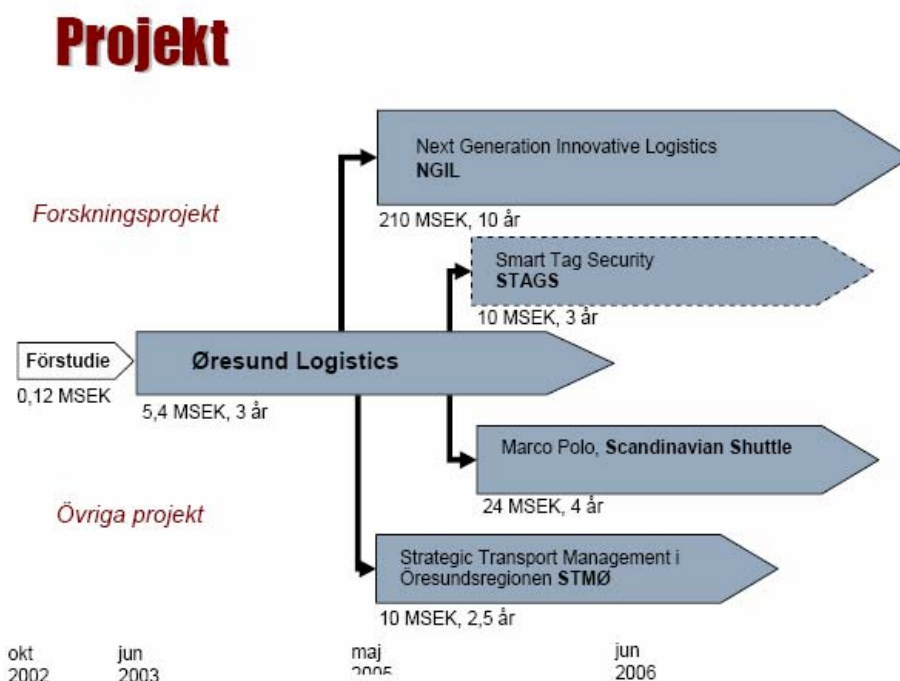 Projekt
Next Generation Innovative Logistics
NGIL
Forskningsprojekt
210 MSEK, 10 år
Smart Tag Security
STAGS
10 MSEK, 3 år
Förstudie
Øresund Logistics
0,12 MSEK
5,4 MSEK, 3 år
Marco Polo, Scandinavian Shuttle
24 MSEK, 4 år
Övriga projekt
Strategic Transport Management i
Öresundsregionen STMØ
10 MSEK, 2,5 år
okt
2002
jun
2003
maj
2005
jun
2006